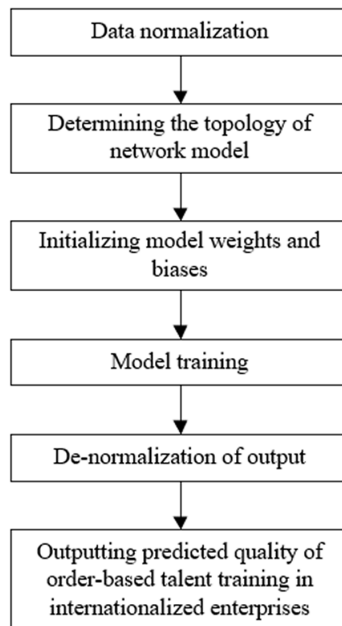 Data normalization
Determining the topology of
network model
Initializing model weights and
biases
Model training
De-normalization of output
Outputting predicted quality of
order-based talent training in
internationalized enterprises